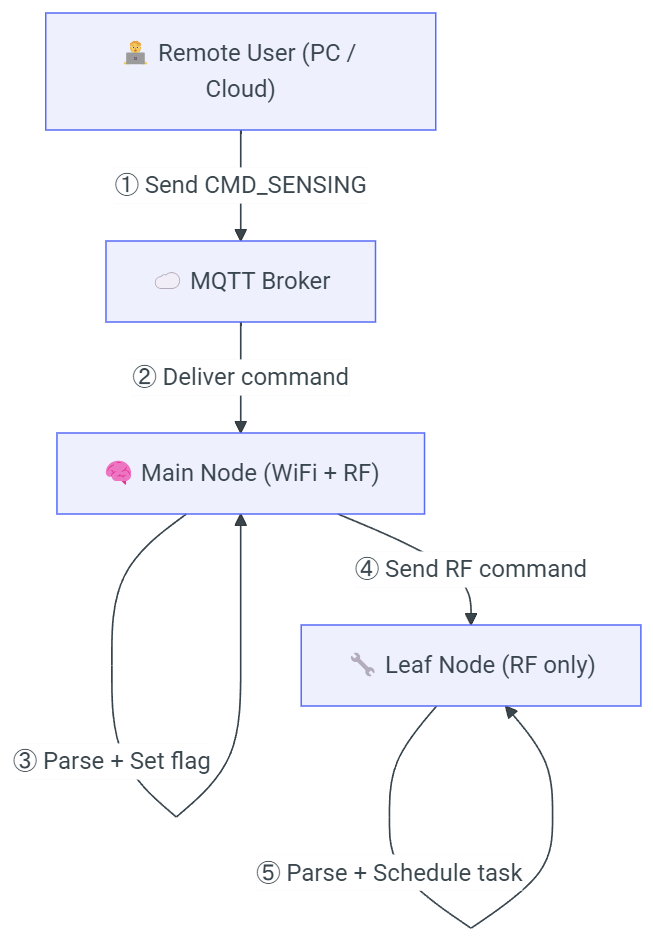 Remote User (PC /
Cloud)
① Send CMD_SENSING
MQTT Broker
② Deliver command
Main Node (WiFi + RF)
④ Send RF command
Leaf Node (RF only)
③ Parse + Set flag
⑤ Parse + Schedule task